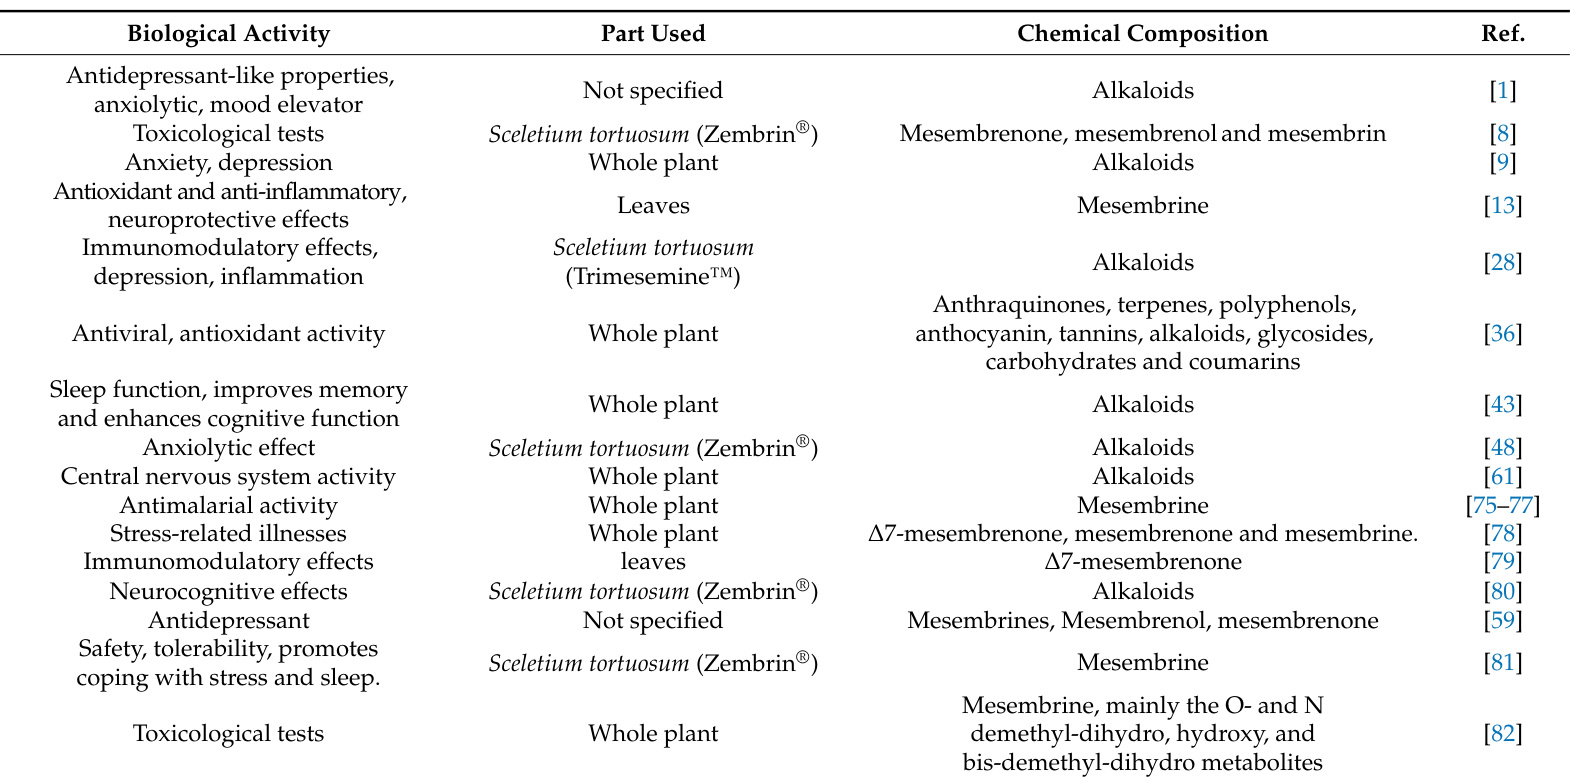 Biological Activity Part Used Chemical Composition Ref.
Antidepressant-like properties,
anxiolytic, mood elevator Not specified Alkaloids [1]
Toxicological tests Sceletium tortuosum (Zembrin®) Mesembrenone, mesembrenol and mesembrin [8]
Anxiety, depression Whole plant Alkaloids [9]
Antioxidant and anti-inflammatory,
neuroprotective effects Leaves Mesembrine [13]
Immunomodulatory effects,
depression, inflammation
Sceletium tortuosum
(Trimesemine™)
Alkaloids [28]
Antiviral, antioxidant activity Whole plant
Anthraquinones, terpenes, polyphenols,
anthocyanin, tannins, alkaloids, glycosides,
carbohydrates and coumarins
[36]
Sleep function, improves memory
and enhances cognitive function Whole plant Alkaloids [43]
Anxiolytic effect Sceletium tortuosum (Zembrin®) Alkaloids [48]
Central nervous system activity Whole plant Alkaloids [61]
Antimalarial activity Whole plant Mesembrine [75–77]
Stress-related illnesses Whole plant Δ7-mesembrenone, mesembrenone and mesembrine. [78]
Immunomodulatory effects leaves Δ7-mesembrenone [79]
Neurocognitive effects Sceletium tortuosum (Zembrin®) Alkaloids [80]
Antidepressant Not specified Mesembrines, Mesembrenol, mesembrenone [59]
Safety, tolerability, promotes
coping with stress and sleep. Sceletium tortuosum (Zembrin®) Mesembrine [81]
Toxicological tests Whole plant
Mesembrine, mainly the O- and N
demethyl-dihydro, hydroxy, and
bis-demethyl-dihydro metabolites
[82]